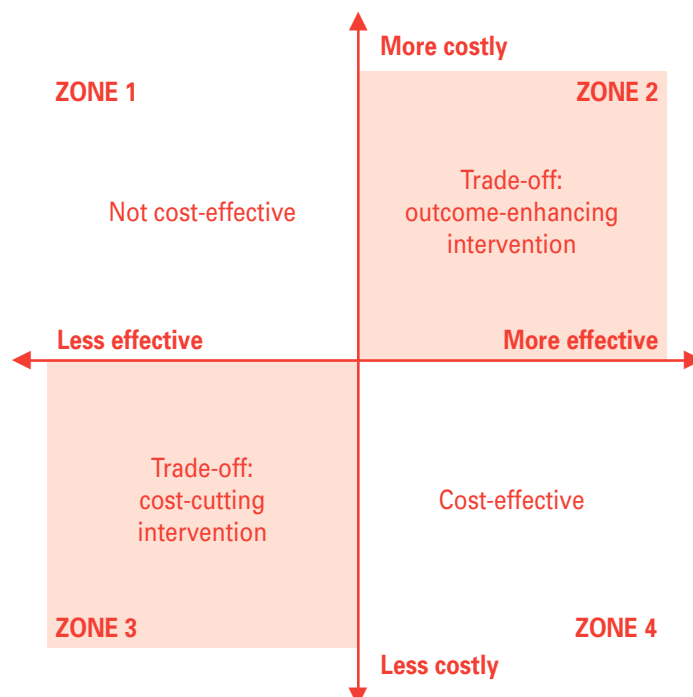 More costly
ZONE 1
ZONE 2
Not cost-effective
Trade-off:
outcome-enhancing
intervention
Less effective
More effective
Trade-off:
cost-cutting
intervention
Cost-effective
ZONE 3
ZONE 4
Less costly